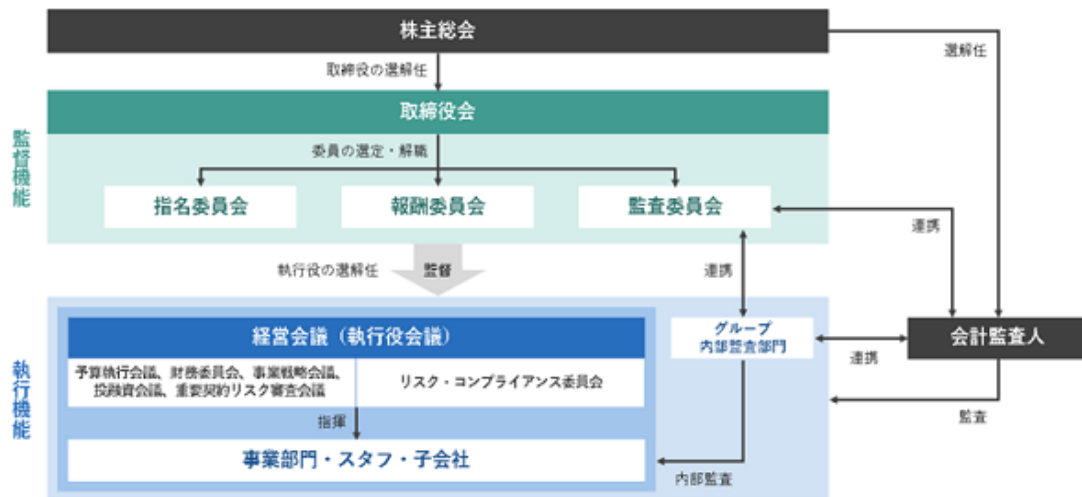 株主総会
選解任
取締役の選解任
取締役会
監督機能
委員の選定・解職
指名委員会
報酬委員会
監査委員会
連携
執行役の選解任
監督
連携
執行機能
経営会議(執行役会議)
予算執行会議、財務委員会、事業戦略会議、
投融資会議、重要契約リスク審査会議
リスク・コンプライアンス委員会
グループ
内部監査部門
連携
会計監査人
監査
指揮
事業部門・スタッフ・子会社
内部監査